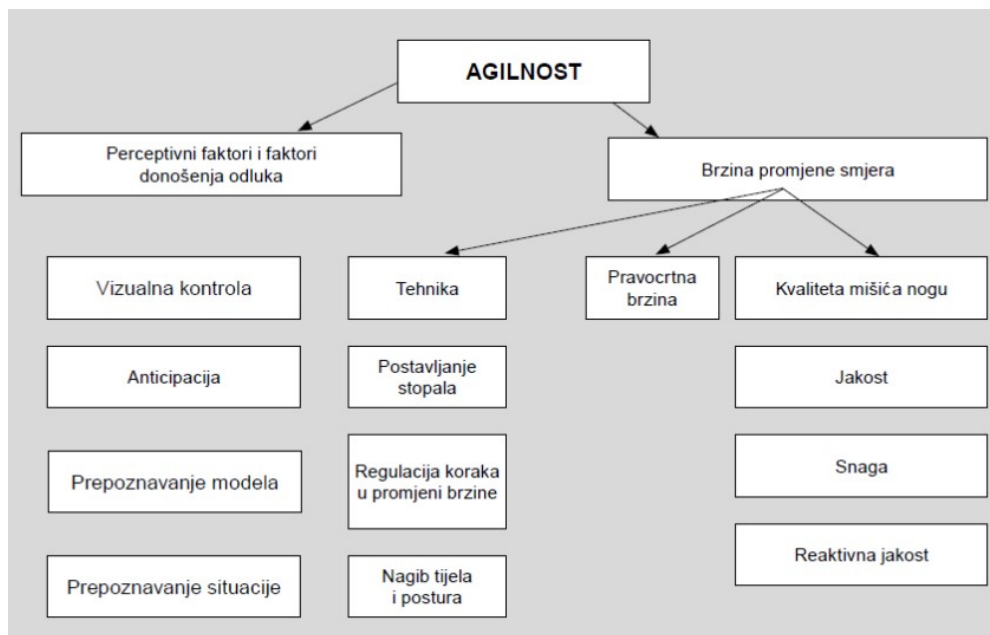 AGILNOST
Perceptivni faktori i faktori
donošenja odluka
Brzina promjene smjera
Vizualna kontrola
Tehnika
Pravocrtna
brzina
Kvaliteta mišića nogu
Anticipacija
Postavljanje
stopala
Jakost
Prepoznavanje modela
Regulacija koraka
u promjeni brzine
Snaga
Prepoznavanje situacije
Nagib tijela
i postura
Reaktivna jakost